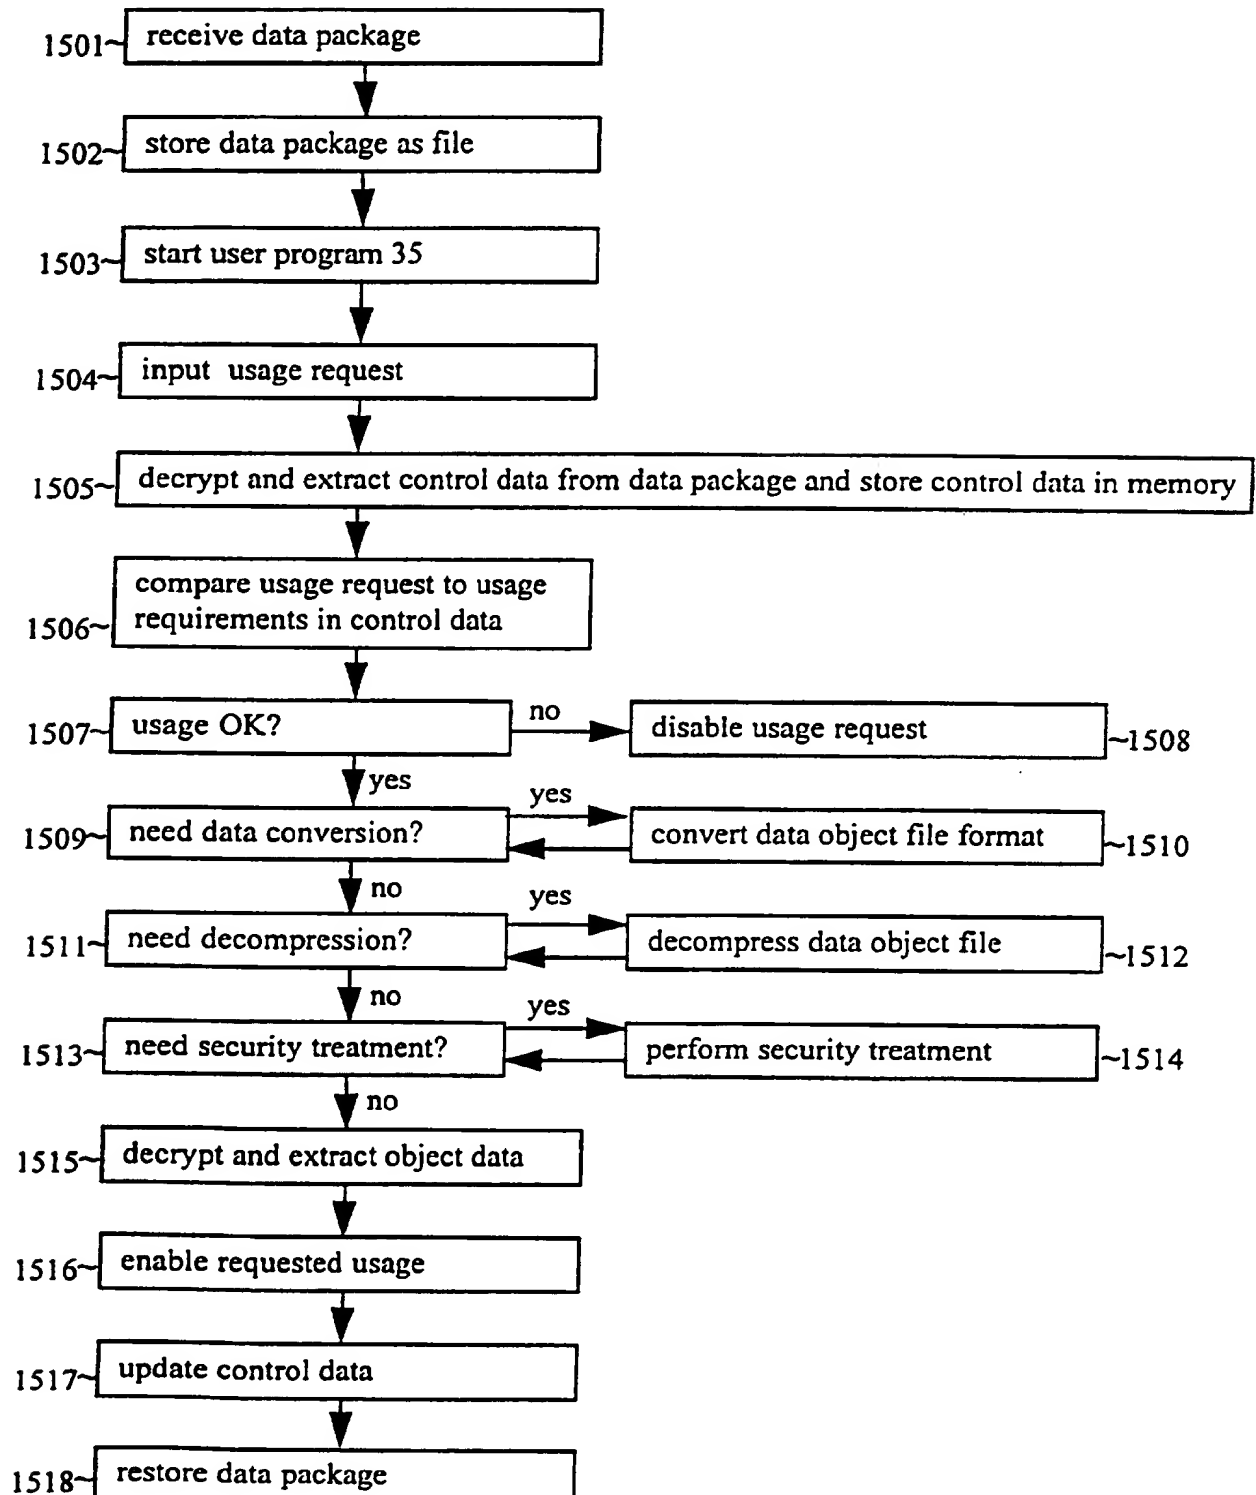 1501~ receive data package
1502~ store data package as file
1503~ start user program 35
1504~ input usage request
1505~ decrypt and extract control data from data package and store control data in memory
compare usage request to usage
1506~ requirements in control data
1507~ usage OK? no disable usage request ~1508
yes
yes
1509~ need data conversion? convert data object file format ~1510
no
yes
1511~ need decompression? decompress data object file ~1512
no
yes
1513~ need security treatment? perform security treatment ~1514
no
1515~ decrypt and extract object data
1516~ enable requested usage
1517~ update control data
1518~ restore data package